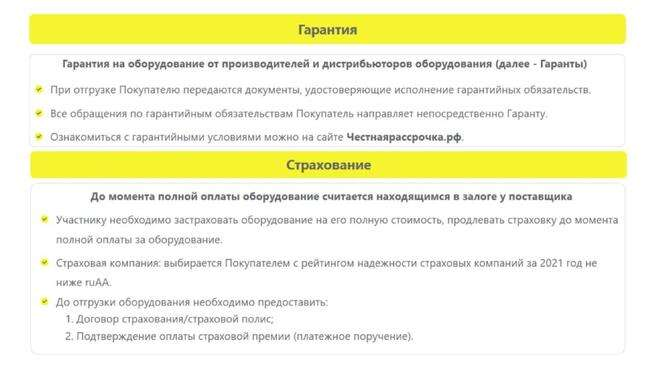 Гарантия
Гарантия на оборудование от производителей и дистрибьюторов оборудования (далее - Гаранты)
При отгрузке Покупателю передаются документы, удостоверяющие исполнение гарантийных обязательств.
Все обращения по гарантийным обязательствам Покупатель направляет непосредственно Гаранту.
Ознакомиться с гарантийными условиями можно на сайте Честнаярассрочка.рф.
Страхование
До момента полной оплаты оборудование считается находящимся в залоге у поставщика
Участнику необходимо застраховать оборудование на его полную стоимость, продлевать страховку до момента
полной оплаты за оборудование.
Страховая компания: выбирается Покупателем с рейтингом надежности страховых компаний за 2021 год не
ниже ruAA.
До отгрузки оборудования необходимо предоставить:
1. Договор страхования/страховой полис;
2. Подтверждение оплаты страховой премии (платежное поручение).